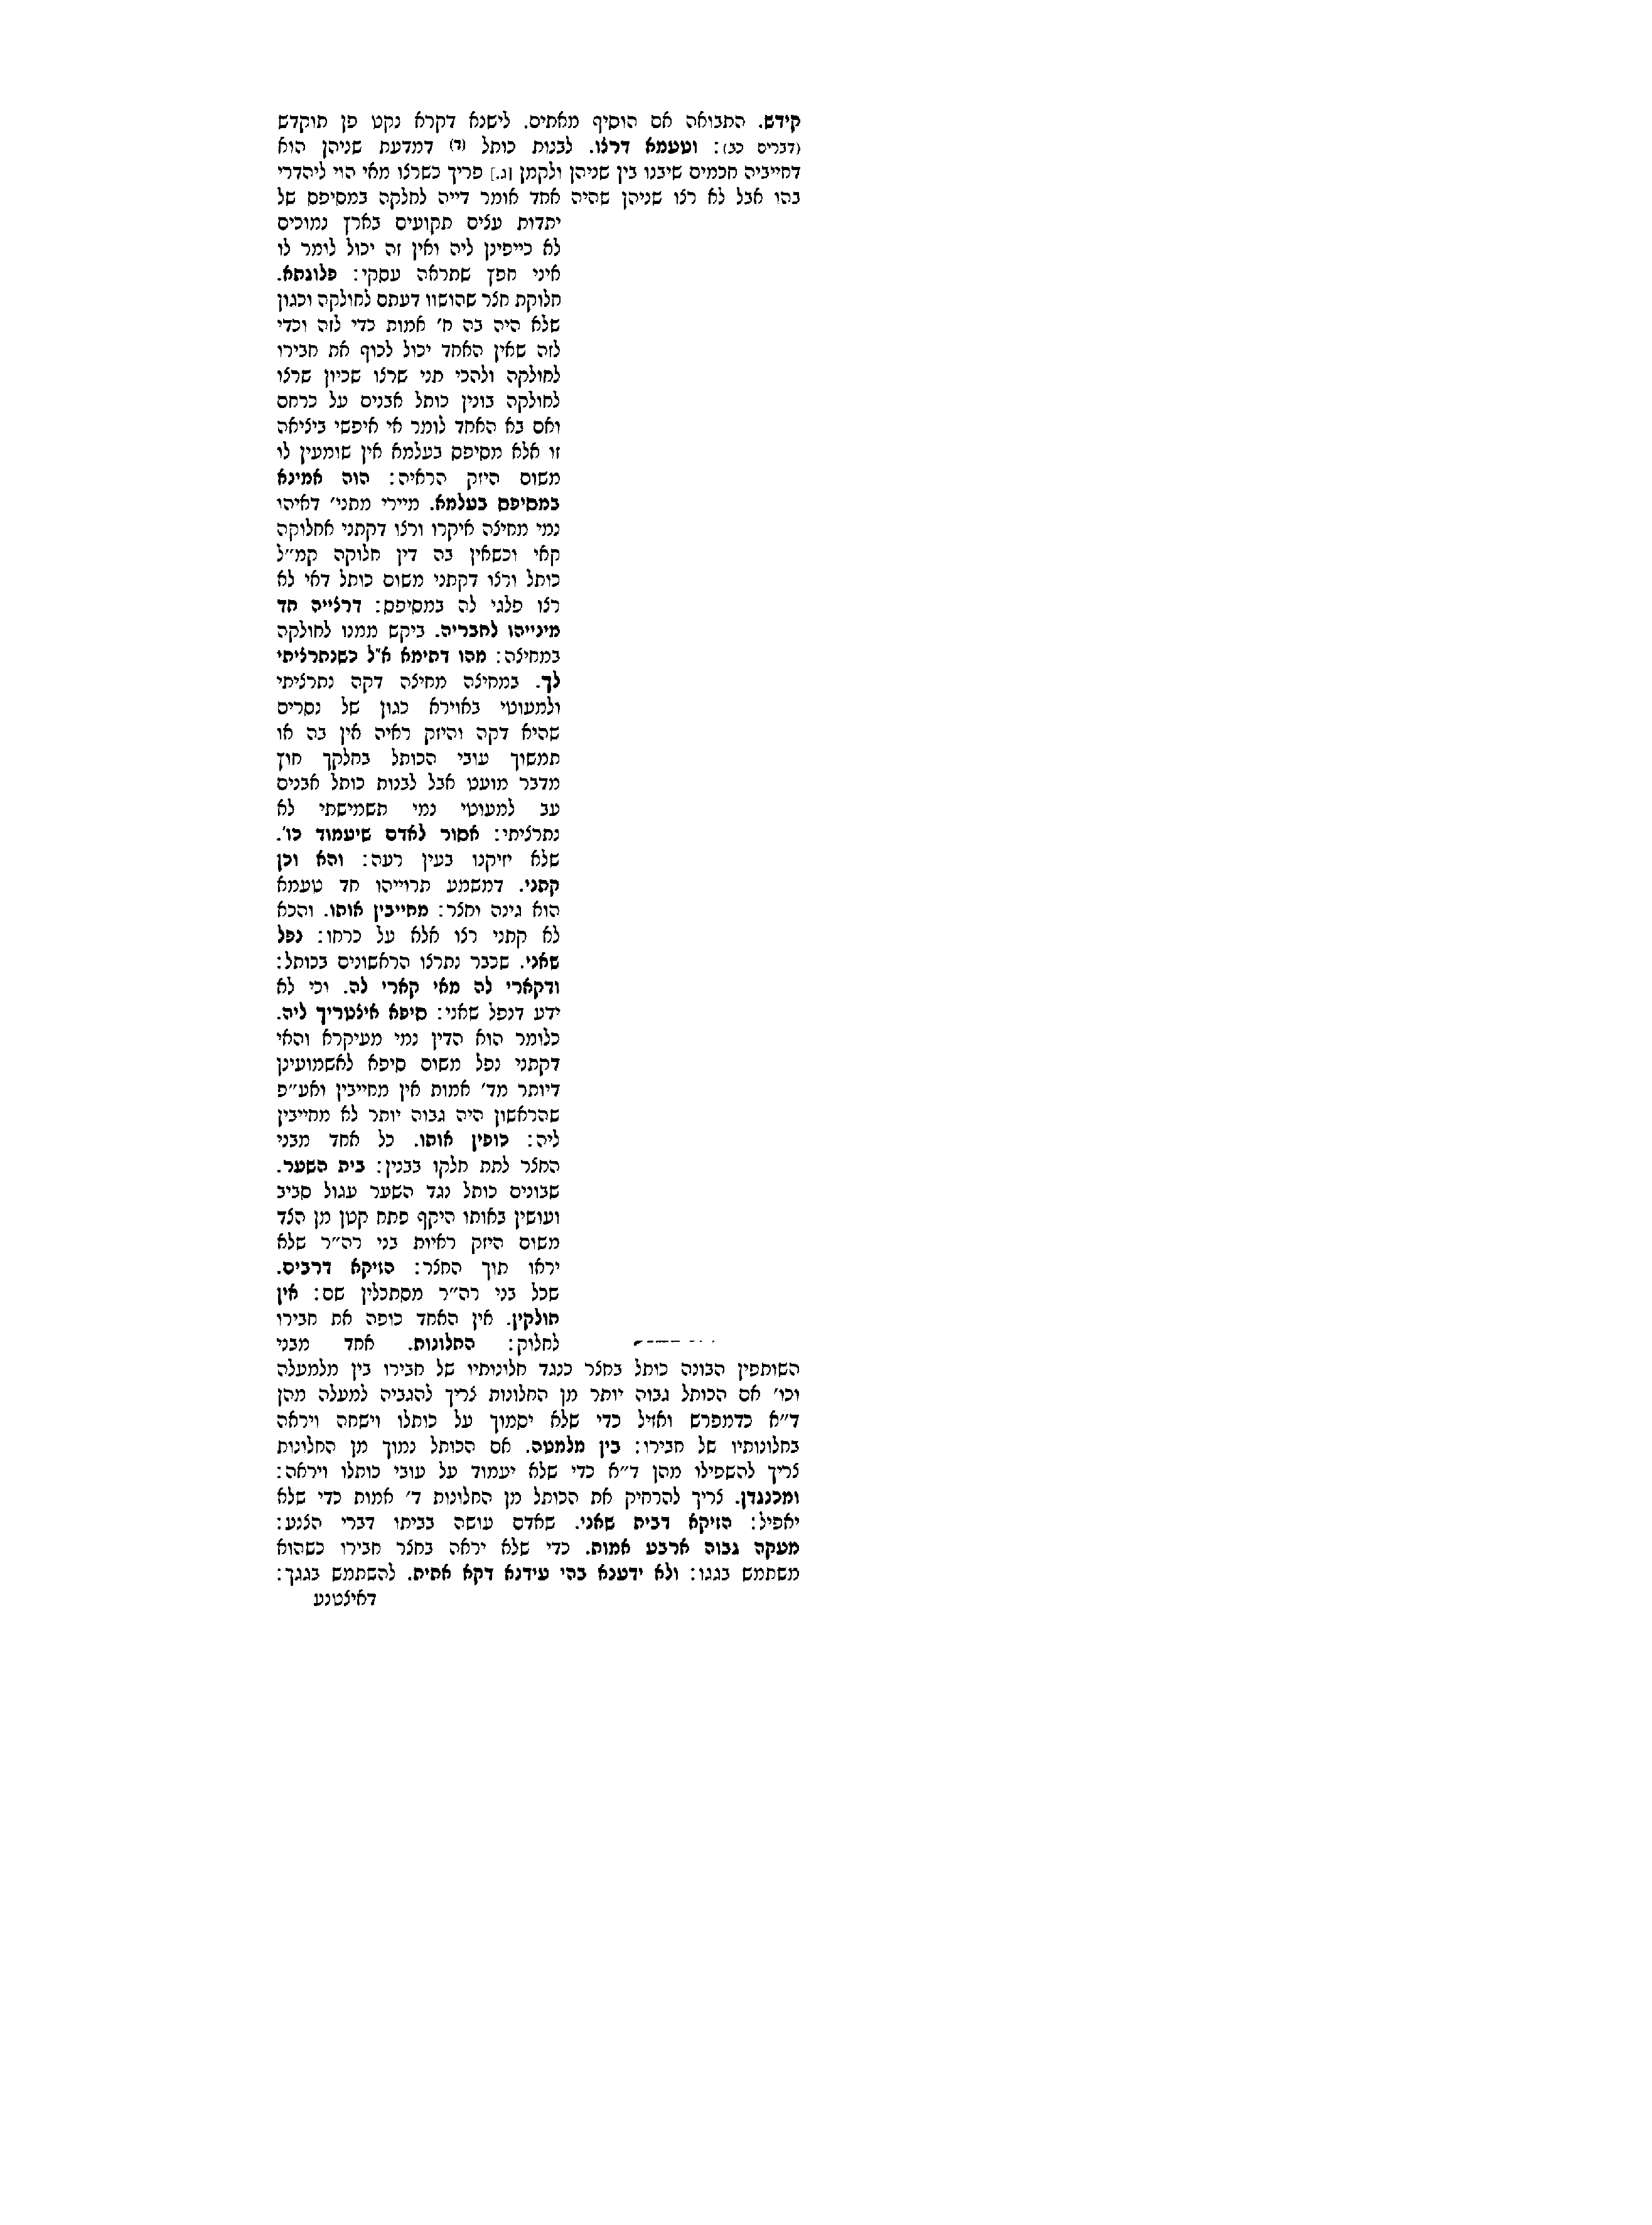 קידש. התבואה אם הוסיף מאתים. לישנא דקרא נקט פן תוקדש
(דברים כב): וטעמא דרצו. לבנות כותל (ד) דמדעת שניהן הוא
דחייביה חכמים שיבנו בין שניהן ולקמן [ג.] פריך כשרצו מאי הוי ליהדרי
בהו אבל לא רצו שניהן שהיה אחד אומר דייה לחלקה במסיפס של
יתדות עצים תקועים בארץ נמוכים
לא כייפינן ליה ואין זה יכול לומר לו
איני חפץ שתראה עסקי: פלוגתא.
חלוקת חצר שהושוו דעתם לחולקה וכגון
שלא היה בה ח' אמות כדי לזה וכדי
לזה שאין האחד יכול לכוף את חבירו
לחולקה ולהכי תני שרצו שכיון שרצו
לחולקה בונין כותל אבנים על כרחם
ואם בא האחד לומר אי איפשי ביציאה
זו אלא מסיפס בעלמא אין שומעין לו
משום היזק הראיה: הוה אמינא
במסיפס בעלמא. מיירי מתני' דאיהו
נמי מחיצה איקרו ורצו דקתני אחלוקה
קאי וכשאין בה דין חלוקה קמ"ל
כותל ורצו דקתני משום כותל דאי לא
רצו פלגי לה במסיפס: דרצייה חד
מינייהו לחבריה. ביקש ממנו לחולקה
במחיצה: מהו דתימא א"ל כשנתרציתי
לך. במחיצה מחיצה דקה נתרציתי
ולמעוטי באוירא כגון של נסרים
שהיא דקה והיזק ראיה אין בה או
תמשוך עובי הכותל בחלקך חוץ
מדבר מועט אבל לבנות כותל אבנים
עב למעוטי נמי תשמישתי לא
נתרציתי: אסור לאדם שיעמוד כו'.
שלא יזיקנו בעין רעה: והא וכן
קתני. דמשמע תרוייהו חד טעמא
הוא גינה וחצר: מחייבין אותו. והכא
לא קתני רצו אלא על כרחו: נפל
שאני. שכבר נתרצו הראשונים בכותל:
ודקארי לה מאי קארי לה. וכי לא
ידע דנפל שאני: סיפא איצטריך ליה.
כלומר הוא הדין נמי מעיקרא והאי
דקתני נפל משום סיפא לאשמועינן
דיותר מד' אמות אין מחייבין ואע"פ
שהראשון היה גבוה יותר לא מחייבין
ליה: כופין אותו. כל אחד מבני
החצר לתת חלקו בבנין: בית השער.
שבונים כותל נגד השער עגול סביב
ועושין באותו היקף פתח קטן מן הצד
משום היזק ראיות בני רה"ר שלא
יראו תוך החצר: הזיקא דרבים.
שכל בני רה"ר מסתכלין שם: אין
חולקין. אין האחד כופה את חבירו
לחלוק: החלונות. אחד מבני
השותפין הבונה כותל בחצר כנגד חלונותיו של חבירו בין מלמעלה
וכו' אם הכותל גבוה יותר מן החלונות צריך להגביה למעלה מהן
ד"א כדמפרש ואזיל כדי שלא יסמוך על כותלו וישחה ויראה
בחלונותיו של חבירו: בין מלמטה. אם הכותל נמוך מן החלונות
צריך להשפילו מהן ד"א כדי שלא יעמוד על עובי כותלו ויראה:
ומכנגדן. צריך להרחיק את הכותל מן החלונות ד' אמות כדי שלא
יאפיל: הזיקא דבית שאני. שאדם עושה בביתו דברי הצנע:
מעקה גבוה ארבע אמות. כדי שלא יראה בחצר חבירו כשהוא
משתמש בגגו: ולא ידענא בהי עידנא דקא אתית. להשתמש בגגך:
דאיצטנע